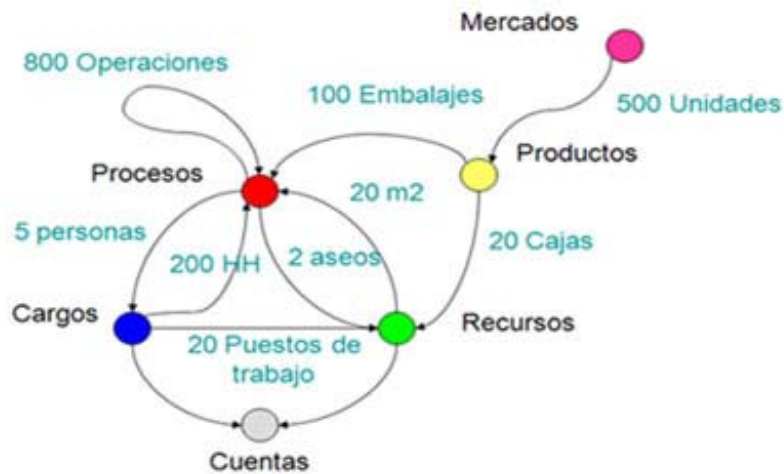 Mercados
800 Operaciones
100 Embalajes
500 Unidades
Productos
Procesos
20 m2
5 personas
20 Cajas
200 HH
2 aseos
Cargos
Recursos
20 Puestos de
trabajo
Cuentas